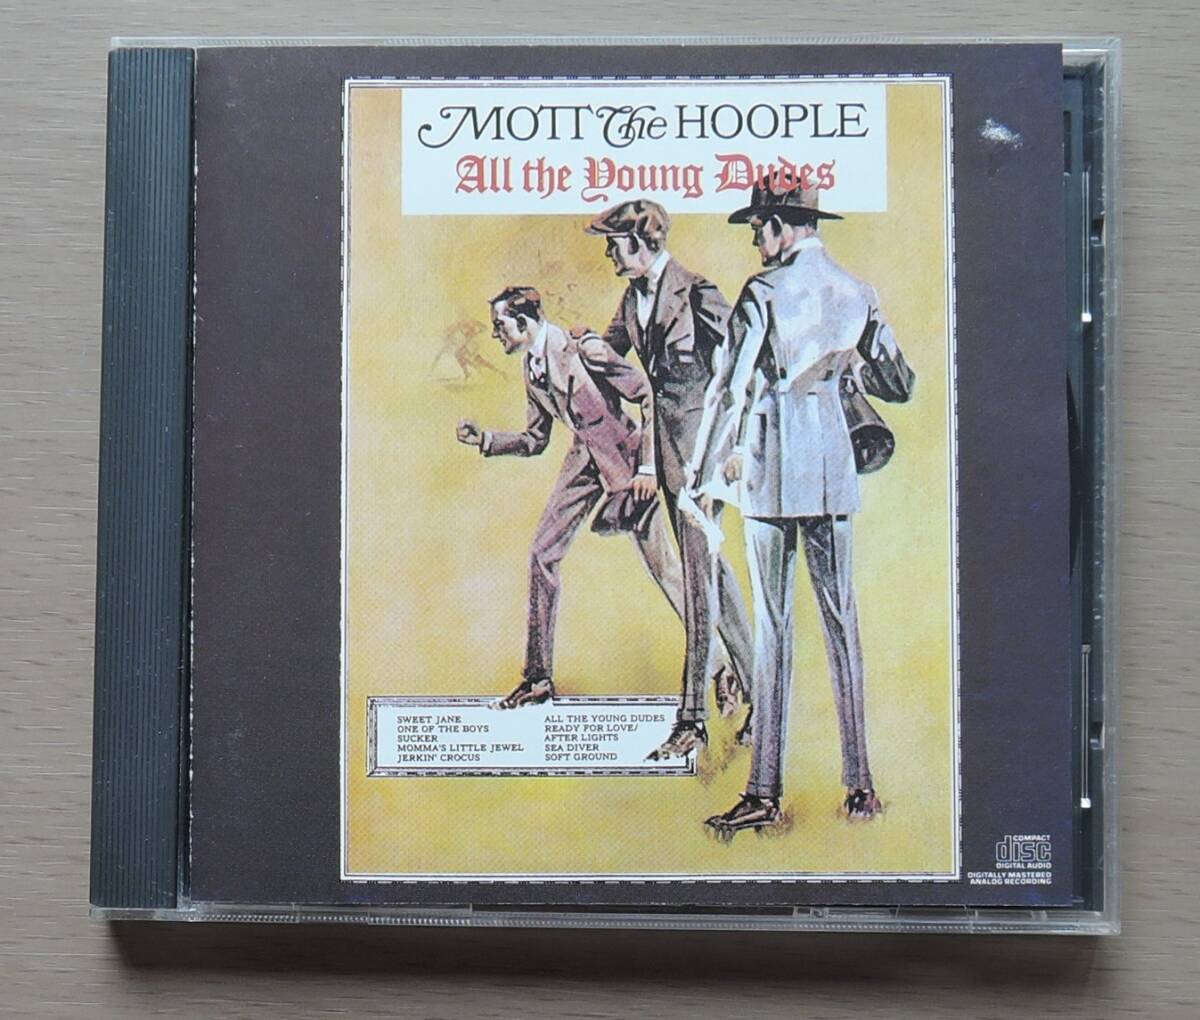 MOTT The HOOPLE
All the Young Dudes
SWEET JANE
ONE OF THE BOYS
SUCKER
MOMMA'S LITTLE JEWEL
JERKIN' CROCUS
ALL THE YOUNG DUDES
READY FOR LOVE/
AFTER LIGHTS
SEA DIVER
SOFT GROUND
COMPACT
disc
DIGITAL AUDIO
DIGITALLY MASTERED
ANALOG RECORDING